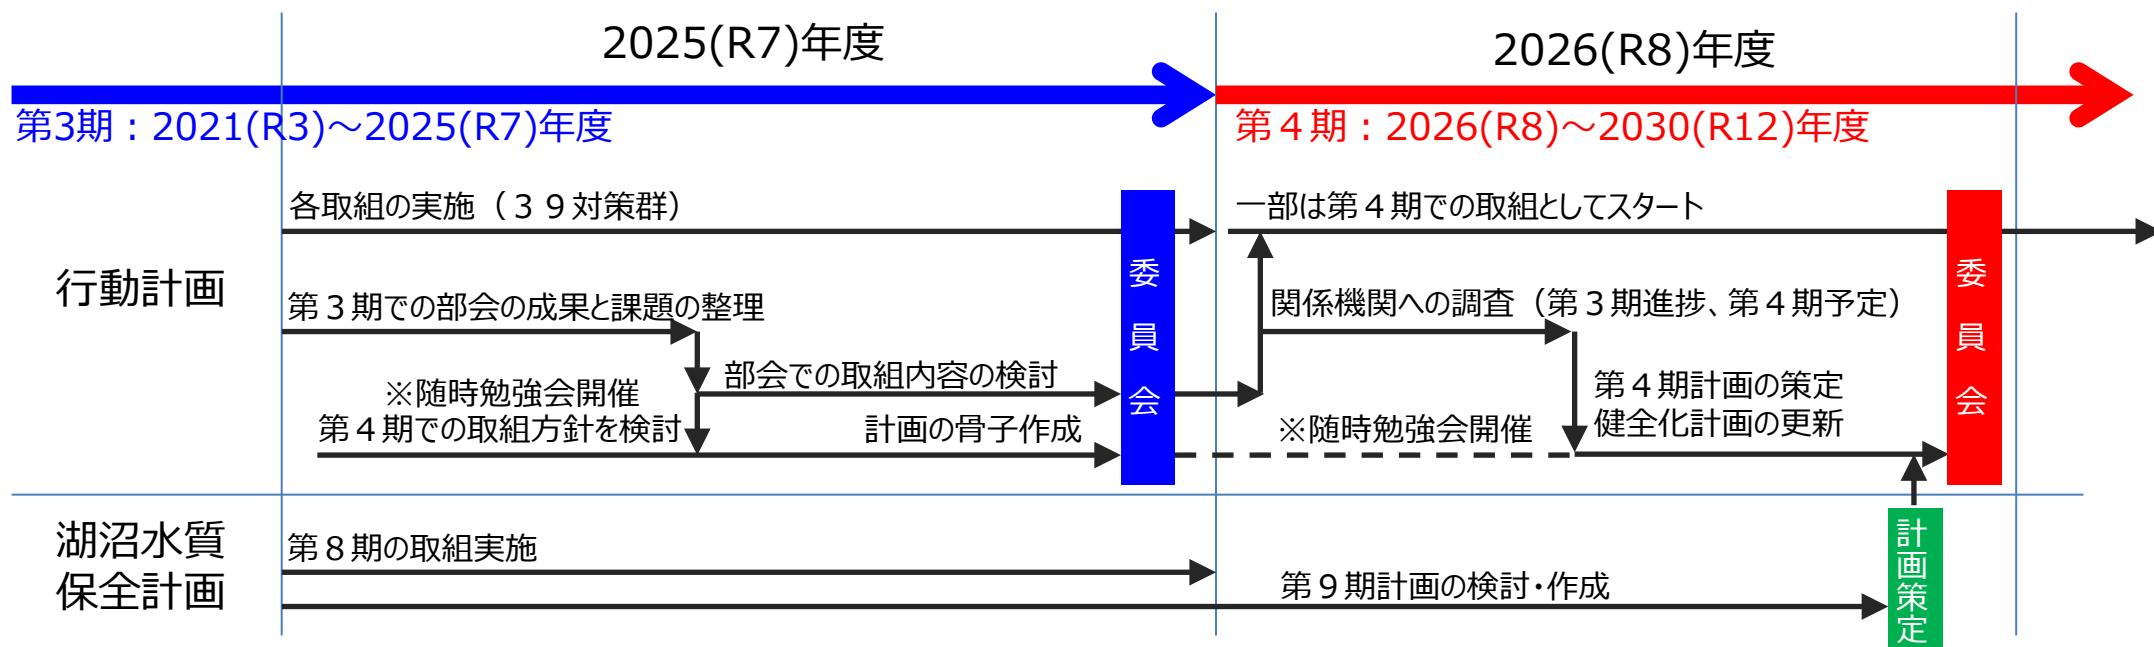 2025(R7)年度
2026(R8)年度
第3期：2021(R3)～2025(R7)年度
第４期：2026(R8)～2030(R12)年度
行動計画
各取組の実施（３９対策群）
第３期での部会の成果と課題の整理
部会での取組内容の検討
※随時勉強会開催
第４期での取組方針を検討
計画の骨子作成
委員会
一部は第４期での取組としてスタート
関係機関への調査（第３期進捗、第４期予定）
※随時勉強会開催
第４期計画の策定
健全化計画の更新
委員会
湖沼水質
保全計画
第８期の取組実施
第９期計画の検討・作成
計画策定